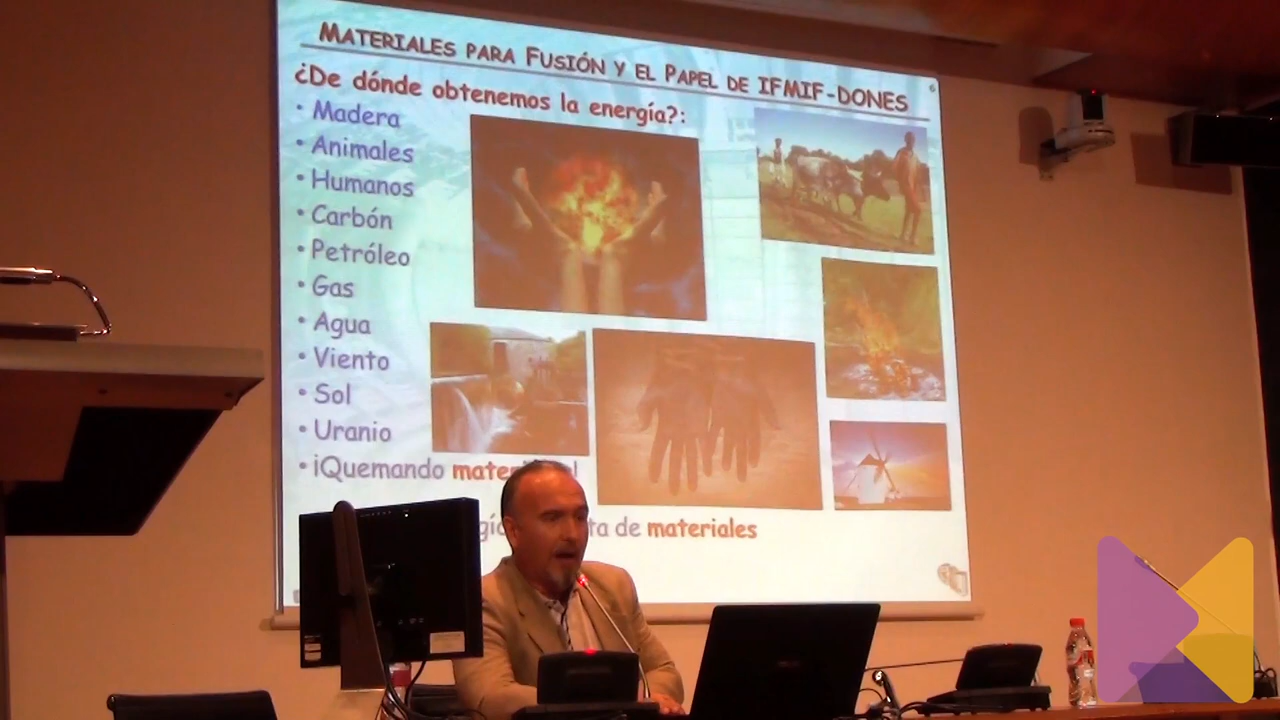 MATERIALES PARA FUSIÓN Y EL PAPEL DE IFMIF-DONES
6
¿De dónde obtenemos la energía?:
• Madera
• Animales
• Humanos
• Carbón
• Petróleo
• Gas
• Agua
• Viento
• Sol
• Uranio
• ¡Quemando
de materiales